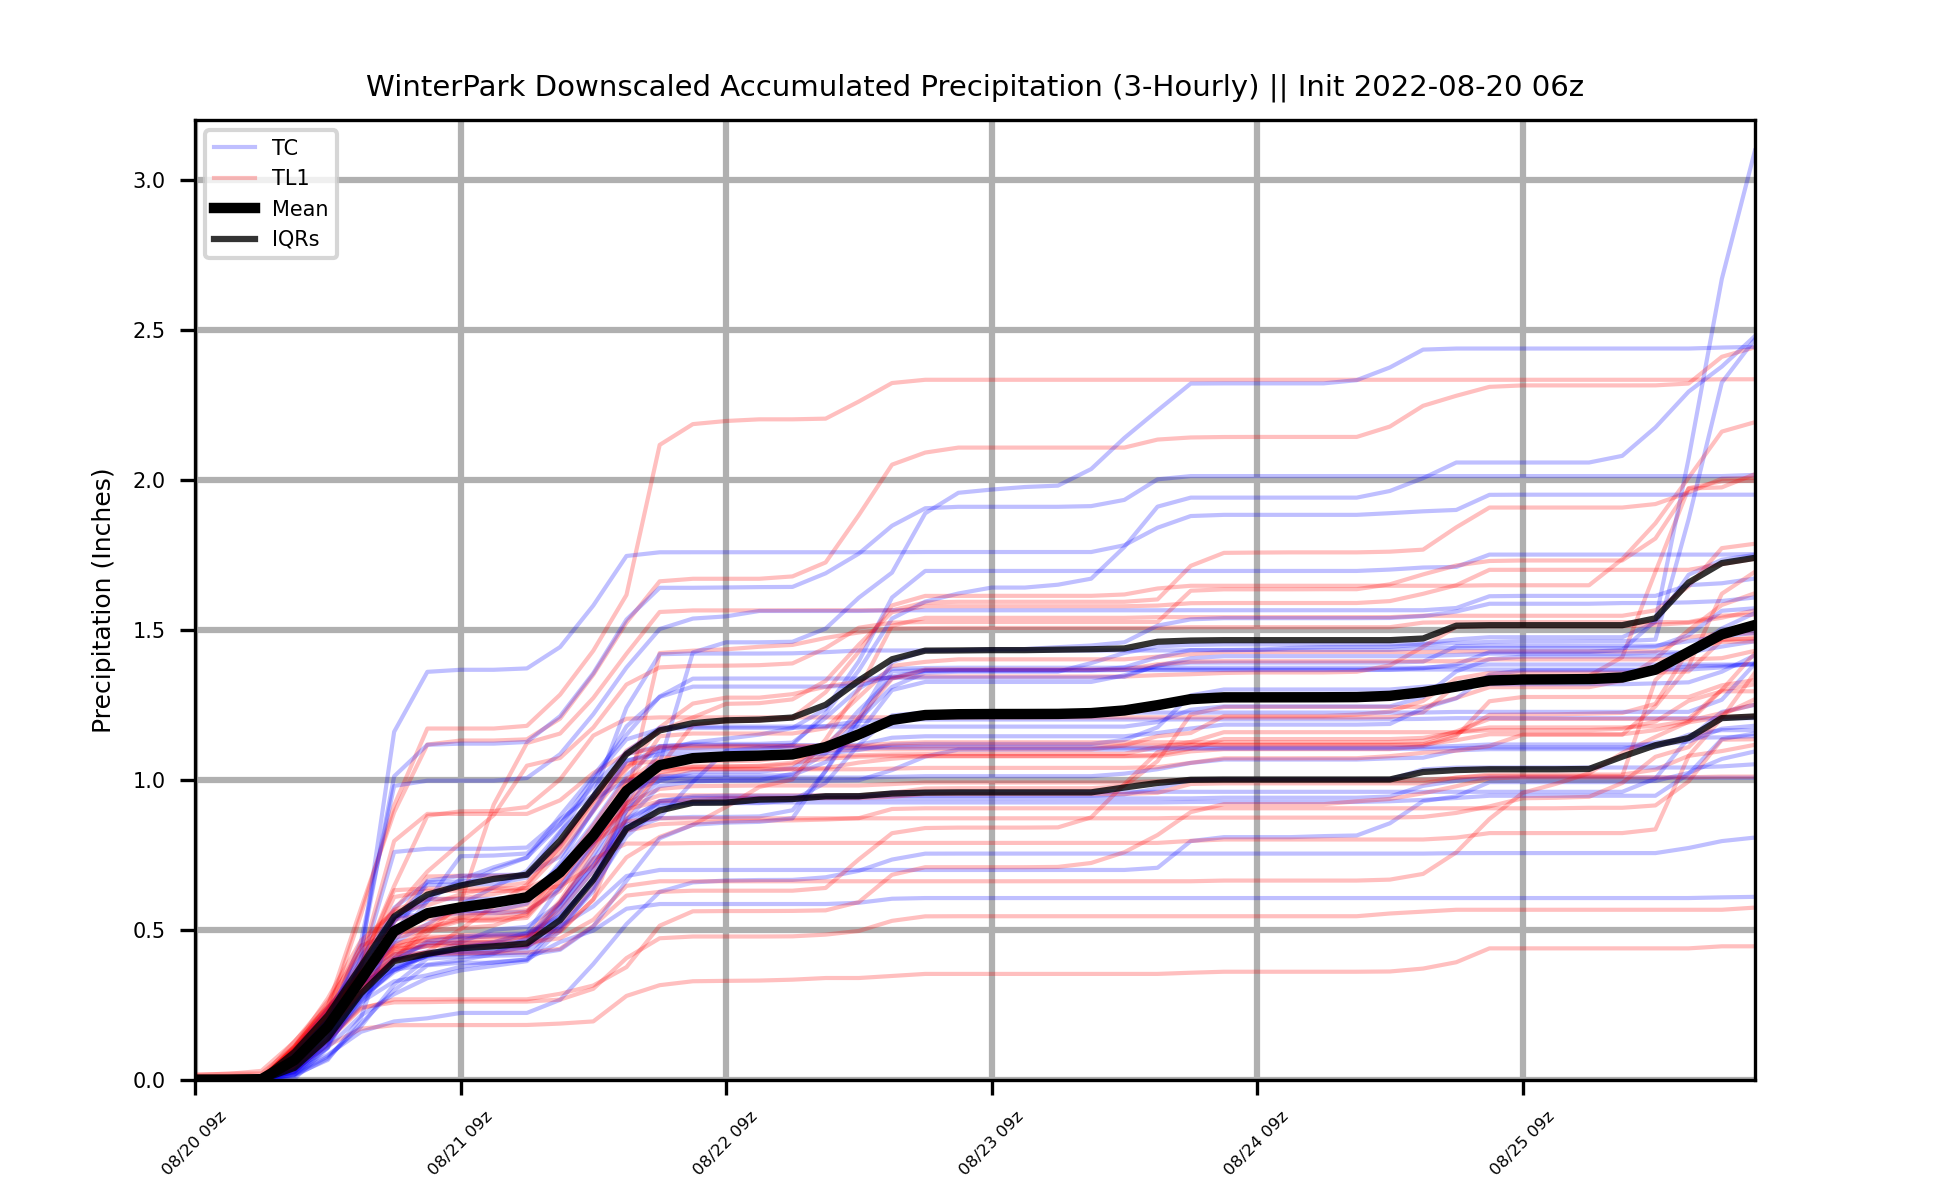 WinterPark Downscaled Accumulated Precipitation (3-Hourly) || Init 2022-08-20 06z
TC
TL1
Mean
IQRs
Precipitation (Inches)
3.0
2.5
2.0
1.5
1.0
0.5
0.0
08/20 09z
08/21 09z
08/22 09z
08/23 09z
08/24 09z
08/25 09z